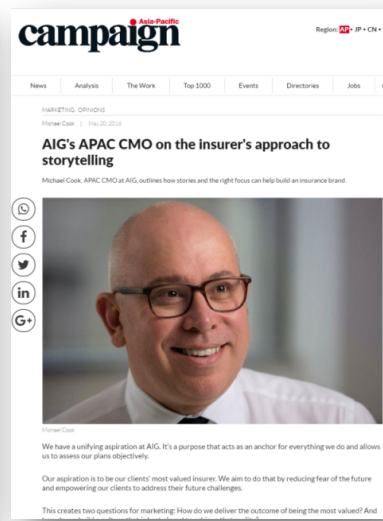 Asia-Pacific
campaign
Region: AP • JP • CN •
News Analysis The Work Top 1000 Events Directories Jobs
MARKETING, OPINIONS
Michael Cook | May 20, 2016
AIG's APAC CMO on the insurer's approach to
storytelling
Michael Cook, APAC CMO at AIG, outlines how stories and the right focus can help build an insurance brand.
f
in
G+
Michael Cook
We have a unifying aspiration at AIG. It's a purpose that acts as an anchor for everything we do and allows
us to assess our plans objectively.
Our aspiration is to be our clients' most valued insurer. We aim to do that by reducing fear of the future
and empowering our clients to address their future challenges.
This creates two questions for marketing: How do we deliver the outcome of being the most valued? And